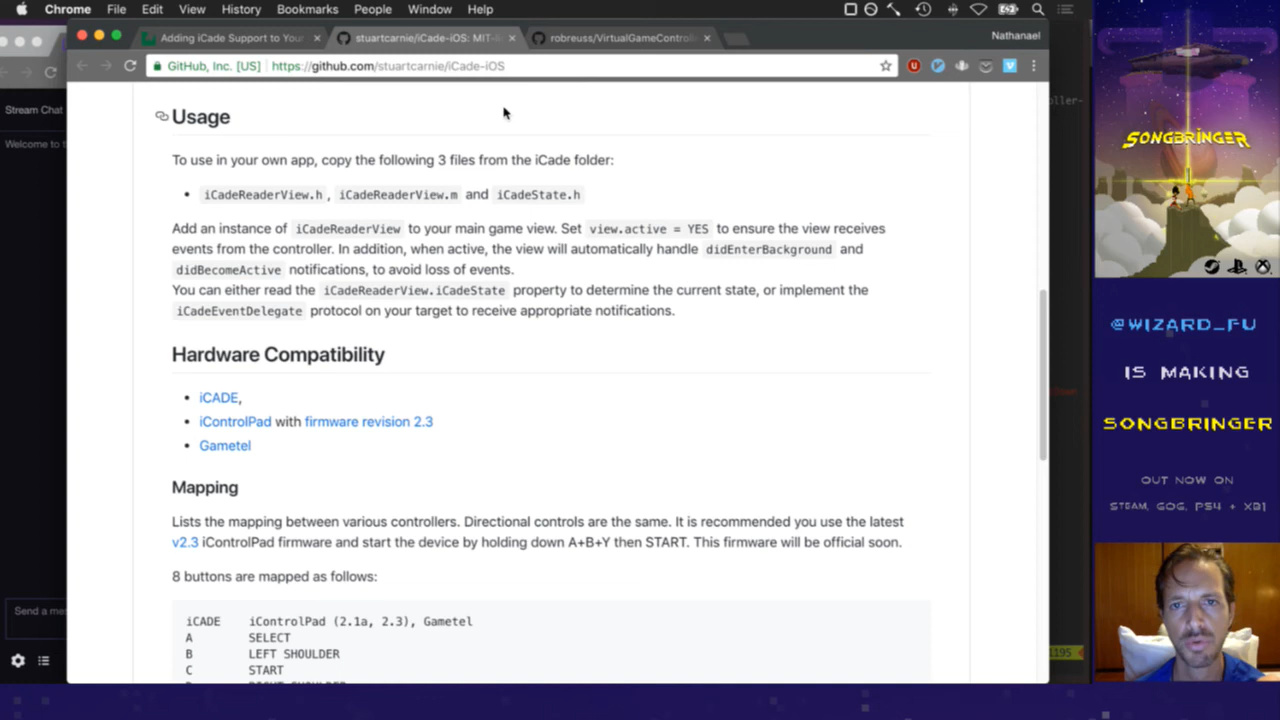 Chrome File Edit View History Bookmarks People Window Help
Adding iCade Support to Your
stuartcarnie/iCade-iOS: MIT-
robreuss/VirtualGameControl
Nathanael
GitHub, Inc. [US] https://github.com/stuartcarnie/iCade-iOS
Stream Chat
Welcome to t
Usage
To use in your own app, copy the following 3 files from the iCade folder:
• iCadeReaderView.h , iCadeReaderView.m and iCadeState.h
Add an instance of iCadeReaderView to your main game view. Set view.active = YES to ensure the view receives
events from the controller. In addition, when active, the view will automatically handle didEnterBackground and
didBecomeActive notifications, to avoid loss of events.
You can either read the iCadeReaderView.iCadeState property to determine the current state, or implement the
iCadeEventDelegate protocol on your target to receive appropriate notifications.
Hardware Compatibility
• iCADE,
• iControlPad with firmware revision 2.3
• Gametel
Mapping
Lists the mapping between various controllers. Directional controls are the same. It is recommended you use the latest
v2.3 iControlPad firmware and start the device by holding down A+B+Y then START. This firmware will be official soon.
8 buttons are mapped as follows:
iCADE iControlPad (2.1a, 2.3), Gametel
A SELECT
B LEFT SHOULDER
C START
Send a mes
oller-
1195
SONGBRINGER
@WIZARD_FU
IS MAKING
SONGBRINGER
OUT NOW ON
STEAM, GOG, PS4 + XB1